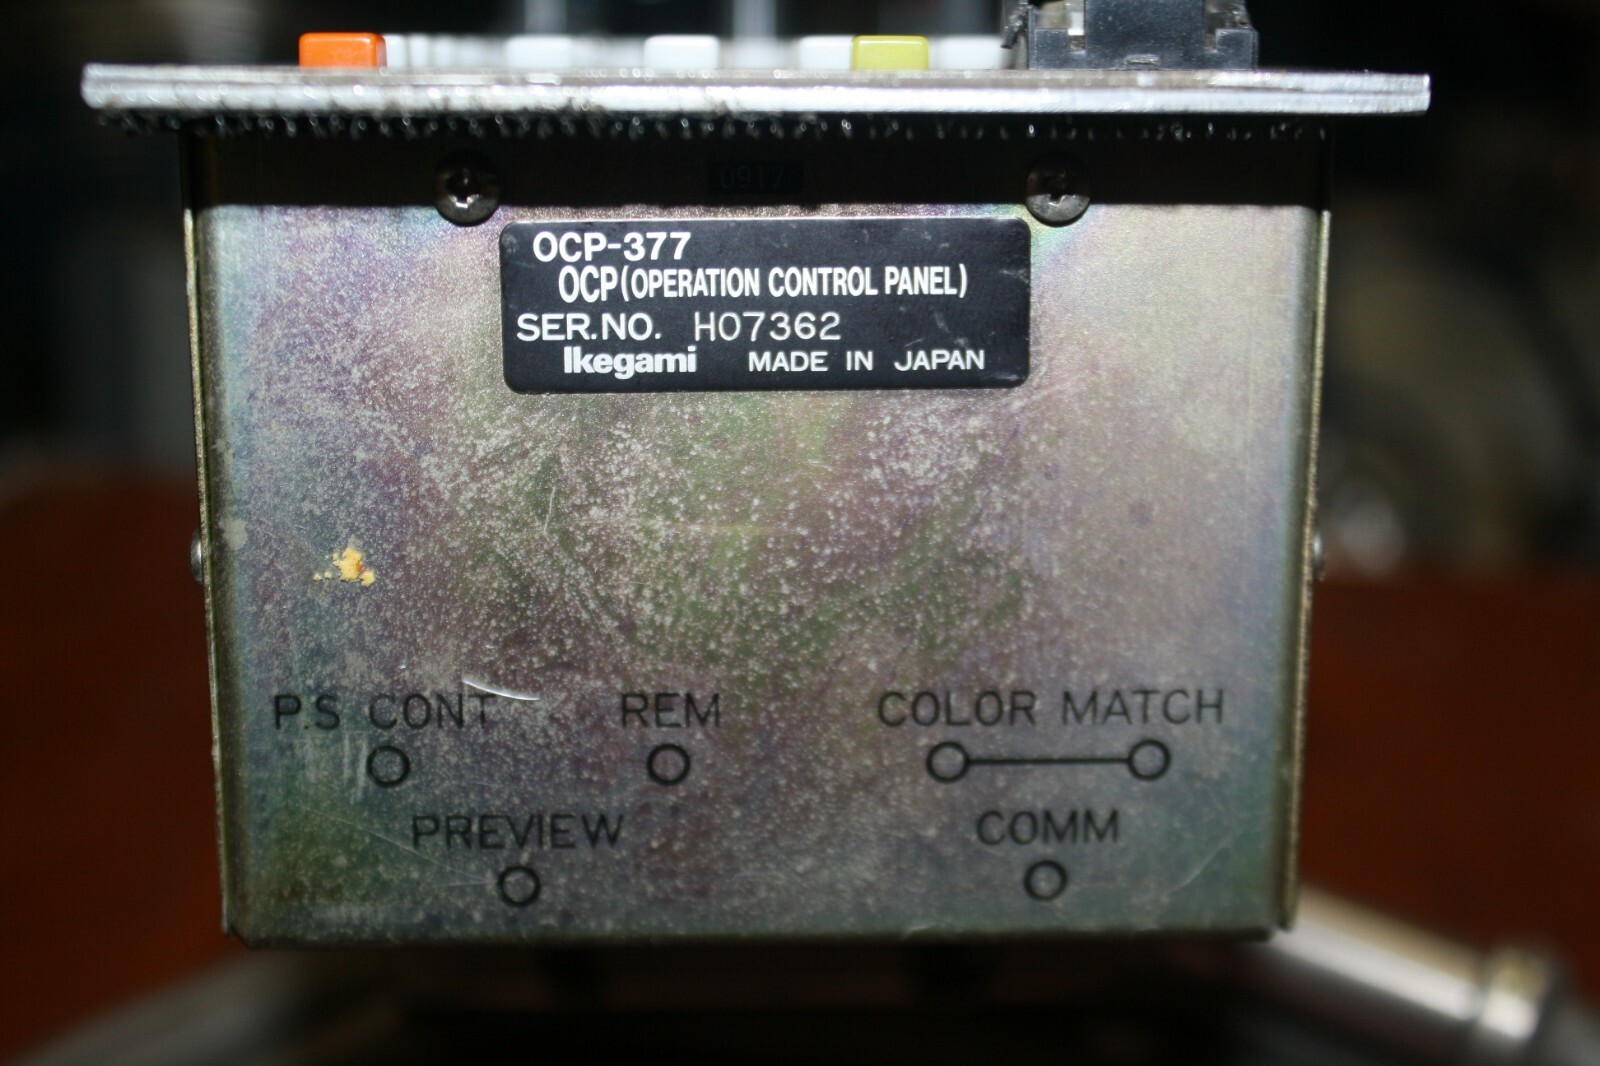 0917
OCP-377
OCP(OPERATION CONTROL PANEL)
SER.NO. H07362
Ikegami MADE IN JAPAN
P.S CONT REM COLOR MATCH
PREVIEW COMM